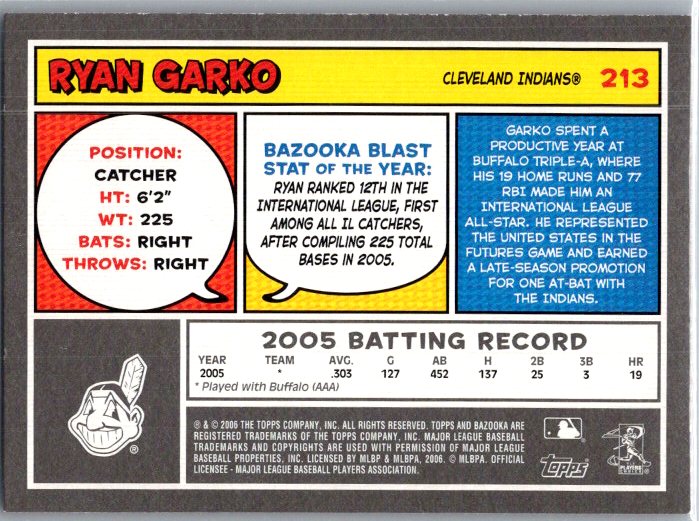 RYAN GARKO
CLEVELAND INDIANS® 213
POSITION:
CATCHER
HT: 6'2"
WT: 225
BATS: RIGHT
THROWS: RIGHT
BAZOOKA BLAST
STAT OF THE YEAR:
RYAN RANKED 12TH IN THE
INTERNATIONAL LEAGUE, FIRST
AMONG ALL IL CATCHERS,
AFTER COMPILING 225 TOTAL
BASES IN 2005.
GARKO SPENT A
PRODUCTIVE YEAR AT
BUFFALO TRIPLE-A, WHERE
HIS 19 HOME RUNS AND 77
RBI MADE HIM AN
INTERNATIONAL LEAGUE
ALL-STAR. HE REPRESENTED
THE UNITED STATES IN THE
FUTURES GAME AND EARNED
A LATE-SEASON PROMOTION
FOR ONE AT-BAT WITH
THE INDIANS.
2005 BATTING RECORD
YEAR TEAM AVG. G AB H 2B 3B HR
2005 * .303 127 452 137 25 3 19
* Played with Buffalo (AAA)
®
® & © 2006 THE TOPPS COMPANY, INC. ALL RIGHTS RESERVED. TOPPS AND BAZOOKA ARE
REGISTERED TRADEMARKS OF THE TOPPS COMPANY, INC. MAJOR LEAGUE BASEBALL
TRADEMARKS AND COPYRIGHTS ARE USED WITH PERMISSION OF MAJOR LEAGUE
BASEBALL PROPERTIES, INC. LICENSED BY MLBP & MLBPA, 2006. © MLBPA. OFFICIAL
LICENSEE - MAJOR LEAGUE BASEBALL PLAYERS ASSOCIATION.
Topps
PLAYERS
CHOICE